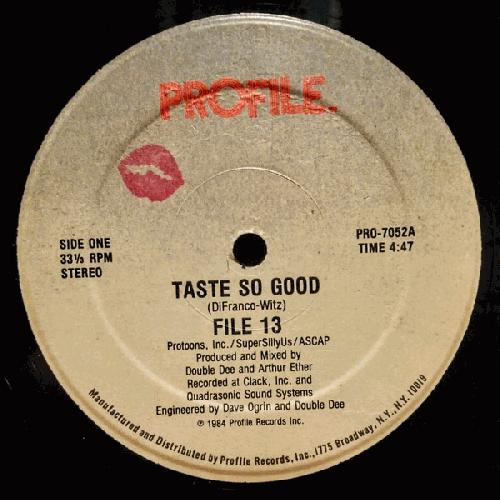 PROFILE.
SIDE ONE
33⅓ RPM
STEREO
PRO-7052A
TIME 4:47
TASTE SO GOOD
(DiFranco-Witz)
FILE 13
Protoons, Inc./SuperSillyUs/ASCAP
Produced and Mixed by
Double Dee and Arthur Ether
Recorded at Clack, Inc. and
Quadrasonic Sound Systems
Engineered by Dave Ogrin and Double Dee
℗ 1984 Profile Records Inc.
Manufactured and Distributed by Profile Records, Inc., 1775 Broadway, N.Y., N.Y. 10019